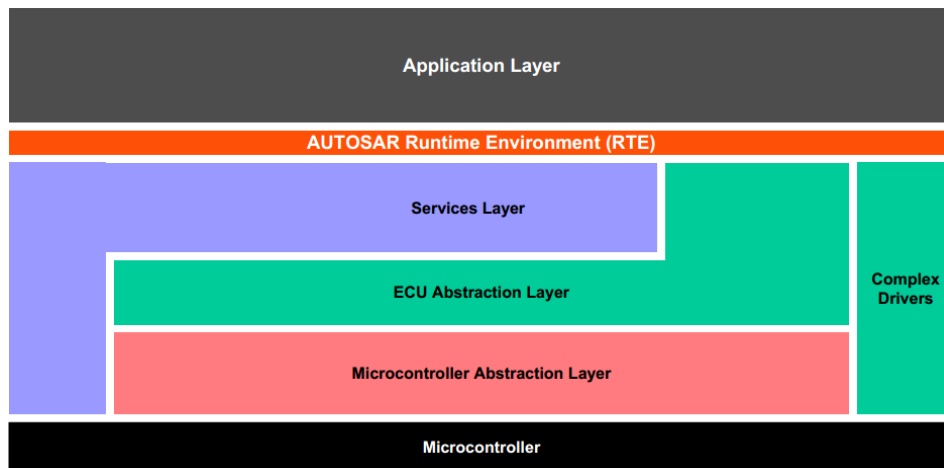 Application Layer
AUTOSAR Runtime Environment (RTE)
Services Layer
ECU Abstraction Layer
Complex
Drivers
Microcontroller Abstraction Layer
Microcontroller